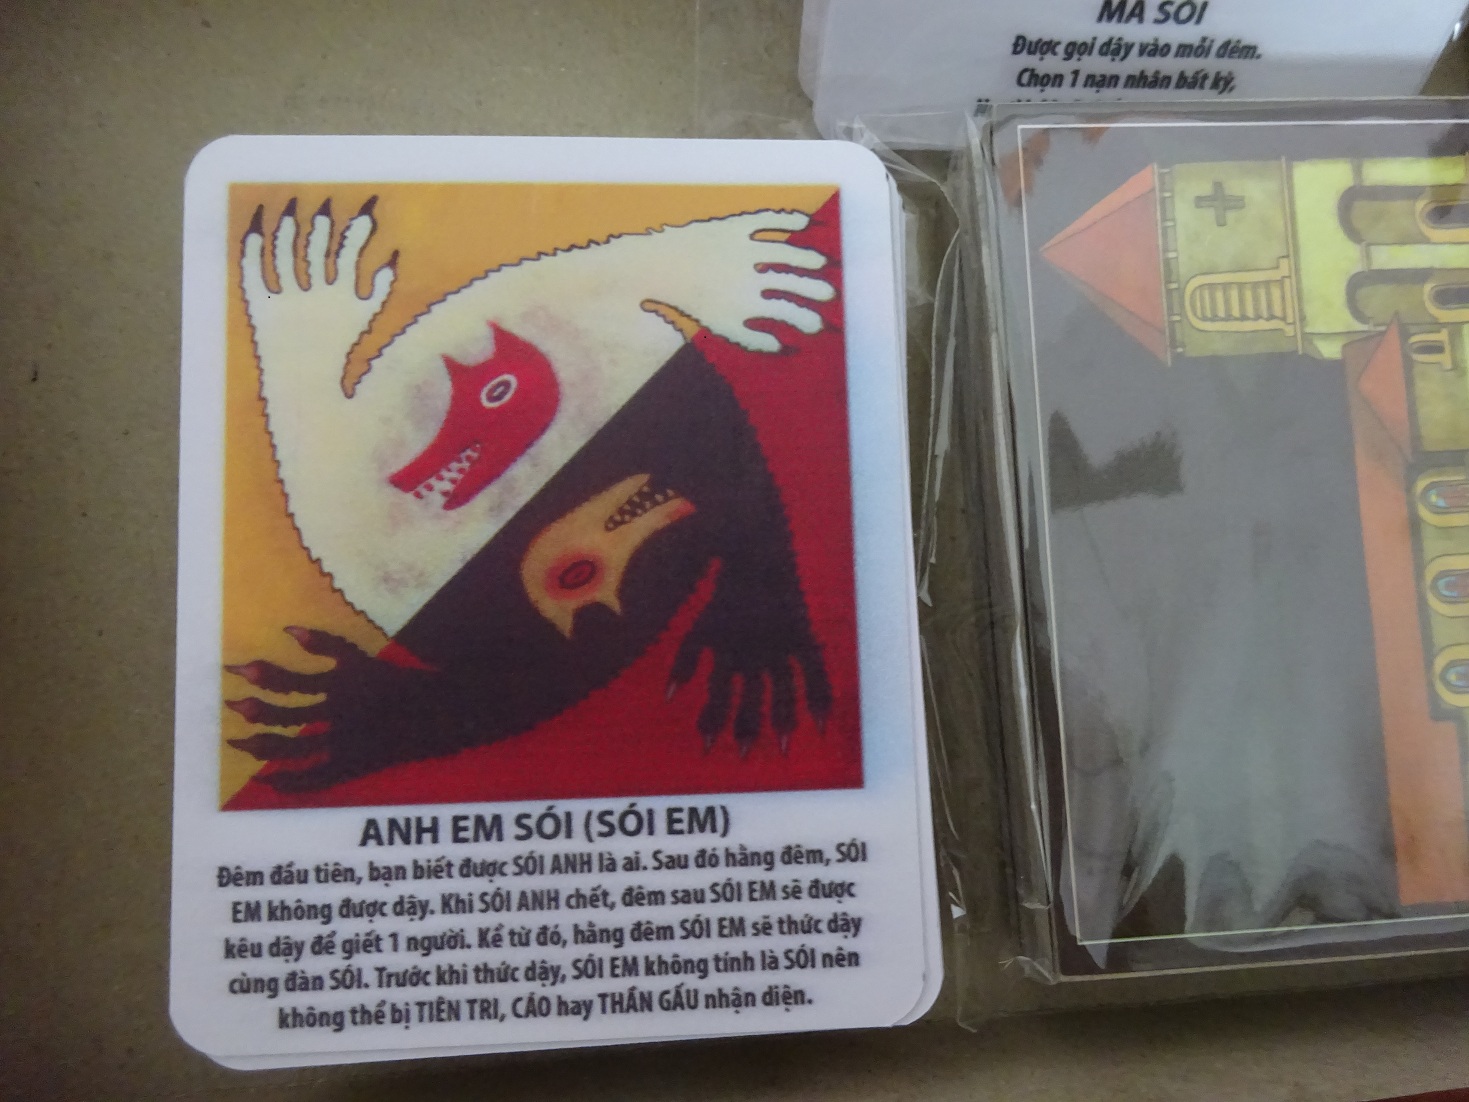 MA SÓI
Được gọi dậy vào mỗi đêm.
Chọn 1 nạn nhân bất kỳ,
ANH EM SÓI (SÓI EM)
Đêm đầu tiên, bạn biết được SÓI ANH là ai. Sau đó hằng đêm, SÓI
EM không được dậy. Khi SÓI ANH chết, đêm sau SÓI EM sẽ được
kêu dậy để giết 1 người. Kể từ đó, hằng đêm SÓI EM sẽ thức dậy
cùng đàn SÓI. Trước khi thức dậy, SÓI EM không tính là SÓI nên
không thể bị TIÊN TRI, CÁO hay THẦN GẤU nhận diện.